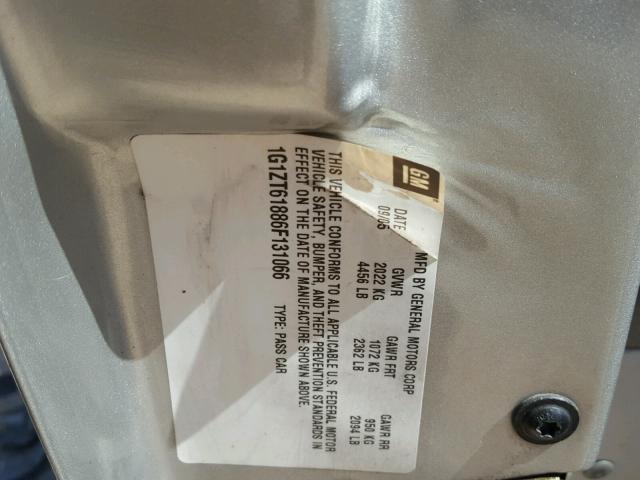 GM
MFD BY GENERAL MOTORS CORP
DATE GVWR GAWR FRT GAWR RR
09/05 2022 KG 1072 KG 950 KG
4456 LB 2362 LB 2094 LB
THIS VEHICLE CONFORMS TO ALL APPLICABLE U.S. FEDERAL MOTOR
VEHICLE SAFETY, BUMPER, AND THEFT PREVENTION STANDARDS IN
EFFECT ON THE DATE OF MANUFACTURE SHOWN ABOVE.
1G1ZT61886F131066 TYPE: PASS CAR